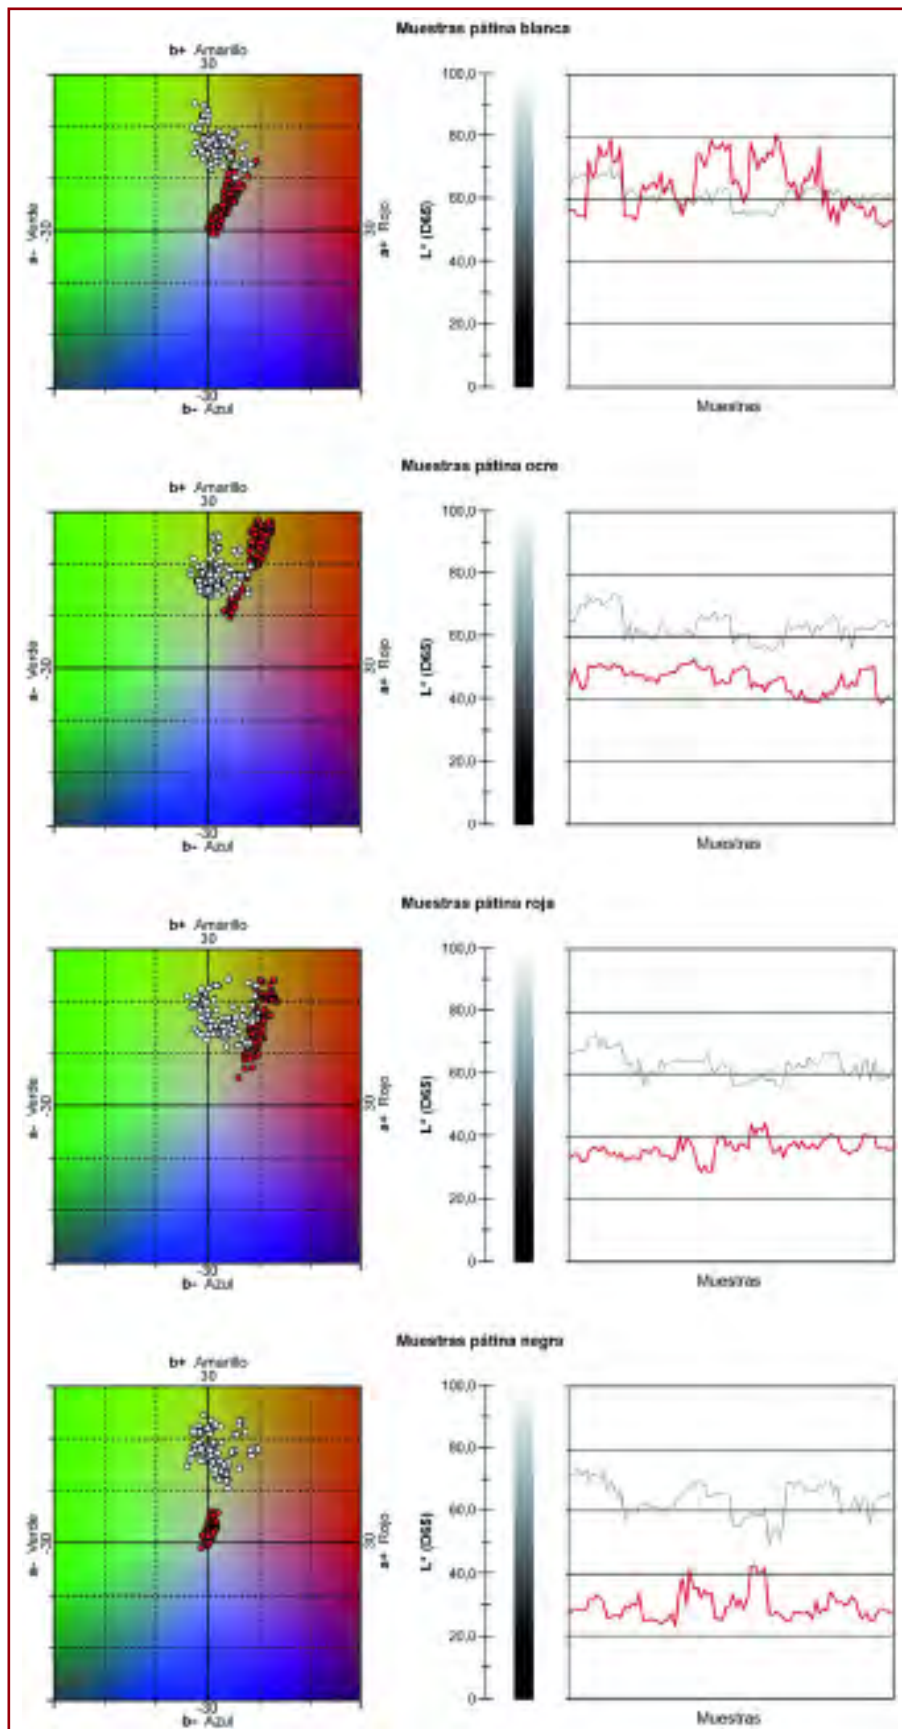 Muestras pátina blanca
b+ Amarillo
30
a- Verde
-30
30
a+ Rojo
-30
b- Azul
L* (D65)
100,0
80,0
60,0
40,0
20,0
0
Muestras
Muestras pátina ocre
b+ Amarillo
30
a- Verde
-30
30
a+ Rojo
-30
b- Azul
L* (D65)
100,0
80,0
60,0
40,0
20,0
0
Muestras
Muestras pátina roja
b+ Amarillo
30
a- Verde
-30
30
a+ Rojo
-30
b- Azul
L* (D65)
100,0
80,0
60,0
40,0
20,0
0
Muestras
Muestras pátina negra
b+ Amarillo
30
a- Verde
-30
30
a+ Rojo
-30
b- Azul
L* (D65)
100,0
80,0
60,0
40,0
20,0
0
Muestras